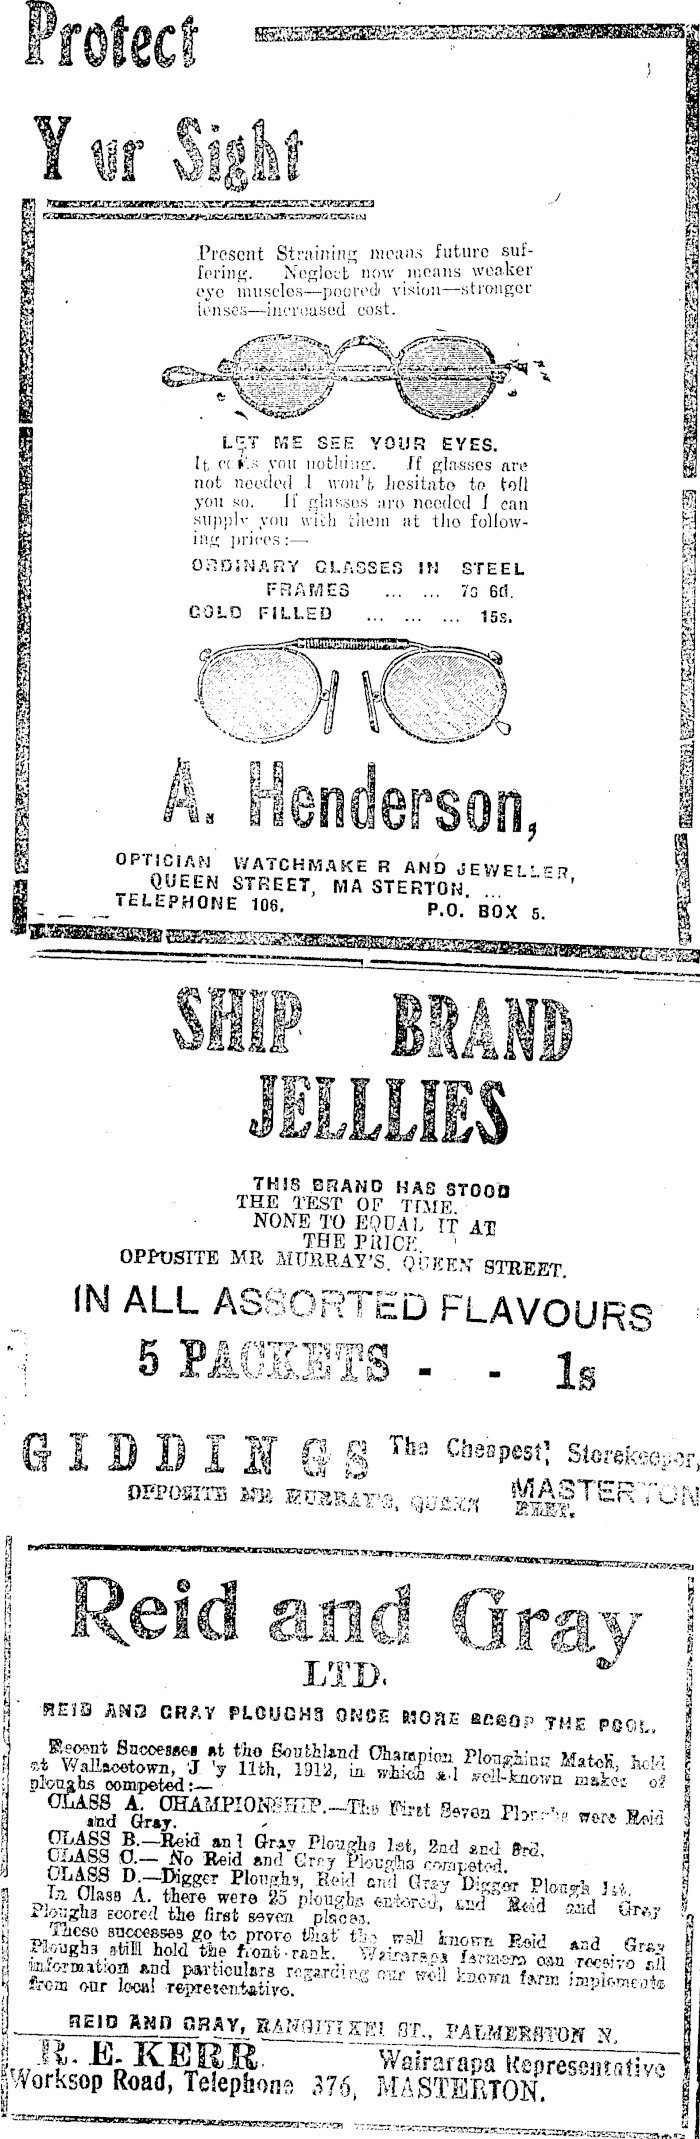 Protect
Y ur Sight
Present Straining means future suf-
fering. Neglect now means weaker
eye muscles—poored vision—stronger
lenses—increased cost.
LET ME SEE YOUR EYES.
It costs you nothing. If glasses are
not needed I won't hesitate to tell
you so. If glasses are needed I can
supply you with them at the follow-
ing prices:—
ORDINARY GLASSES IN STEEL
FRAMES ... ... 7s 6d.
GOLD FILLED ... ... ... 15s.
A. Henderson,
OPTICIAN WATCHMAKE R AND JEWELLER,
QUEEN STREET, MA STERTON. ...
TELEPHONE 106. P.O. BOX 5.
SHIP BRAND
JELLLIES
THIS BRAND HAS STOOD
THE TEST OF TIME.
NONE TO EQUAL IT AT
THE PRICE.
OPPOSITE MR MURRAY'S, QUEEN STREET.
IN ALL ASSORTED FLAVOURS
5 PACKETS - - 1s
GIDDINGS The Cheapest, Storekeeper,
MASTERTON
OPPOSITE MR MURRAY'S, QUEEN REET.
Reid and Gray
LTD.
REID AND GRAY PLOUGHS ONCE MORE SCOOP THE POOL.
Recent Successes at the Southland Champion Ploughing Match, held
at Wallacetown, J 'y 11th, 1912, in which all well-known makes of
ploughs competed:—
CLASS A. CHAMPIONSHIP.—The First Seven Ploughs were Reid
and Gray.
CLASS B.—Reid and Gray Ploughs 1st, 2nd and 3rd.
CLASS C.— No Reid and Gray Ploughs competed.
CLASS D.—Digger Ploughs, Reid and Gray Digger Plough 1st.
In Class A. there were 25 ploughs entered, and Reid and Gray
Ploughs scored the first seven places.
These successes go to prove that the well known Reid and Gray
Ploughs still hold the front rank. Wairarapa farmers can receive all
information and particulars regarding our well known farm implements
from our local representative.
REID AND GRAY, RANGITIKEI ST., PALMERSTON N.
R. E. KERR. Wairarapa Representative
Worksop Road, Telephone 376, MASTERTON.